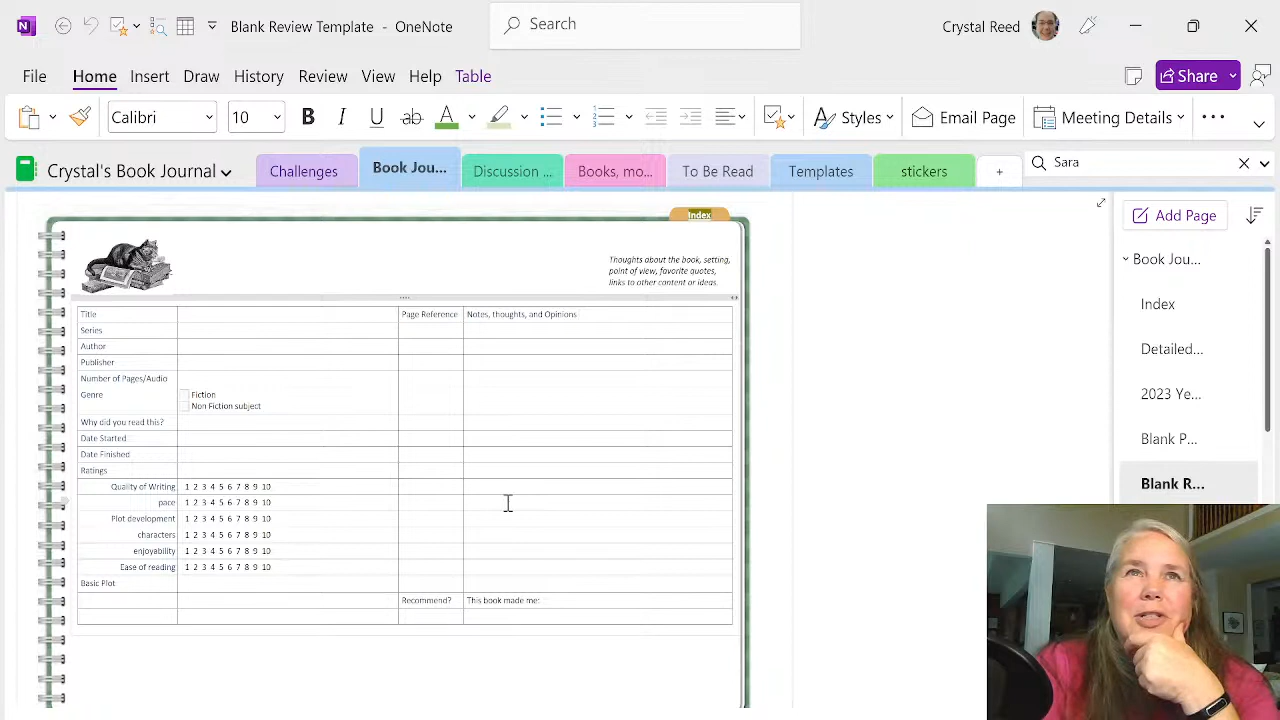 Blank Review Template - OneNote
Search
Crystal Reed
File Home Insert Draw History Review View Help Table
Share
Calibri
10
B I U ab A
Styles
Email Page
Meeting Details
Crystal's Book Journal
Challenges
Book Jou...
Discussion ...
Books, mo...
To Be Read
Templates
stickers
+
Sara
Add Page
Book Jou...
Index
Detailed...
2023 Ye...
Blank P...
Blank R...
Index
Thoughts about the book, setting,
point of view, favorite quotes,
links to other content or ideas.
Title Page Reference Notes, thoughts, and Opinions
Series
Author
Publisher
Number of Pages/Audio
Genre Fiction
Non Fiction subject
Why did you read this?
Date Started
Date Finished
Ratings
Quality of Writing 1 2 3 4 5 6 7 8 9 10
pace 1 2 3 4 5 6 7 8 9 10
Plot development 1 2 3 4 5 6 7 8 9 10
characters 1 2 3 4 5 6 7 8 9 10
enjoyability 1 2 3 4 5 6 7 8 9 10
Ease of reading 1 2 3 4 5 6 7 8 9 10
Basic Plot
Recommend? This book made me: